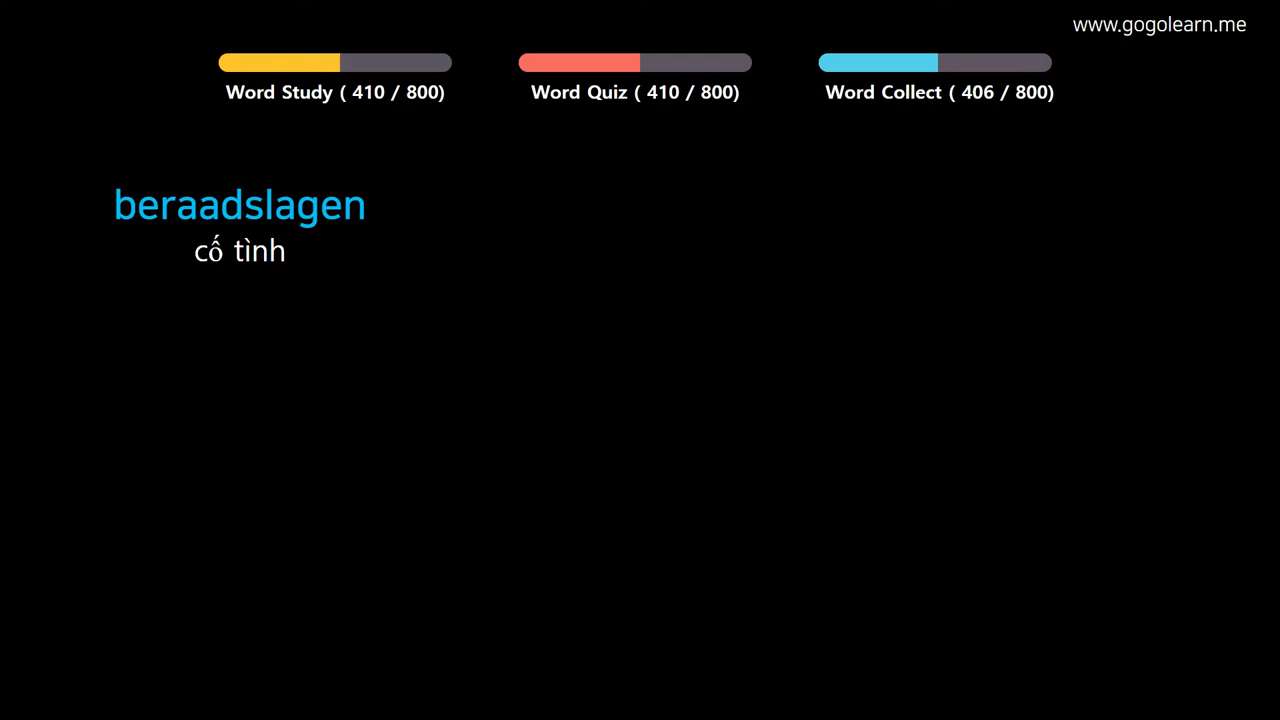 www.gogolearn.me
Word Study ( 410 / 800)
Word Quiz ( 410 / 800)
Word Collect ( 406 / 800)
beraadslagen
cố tình